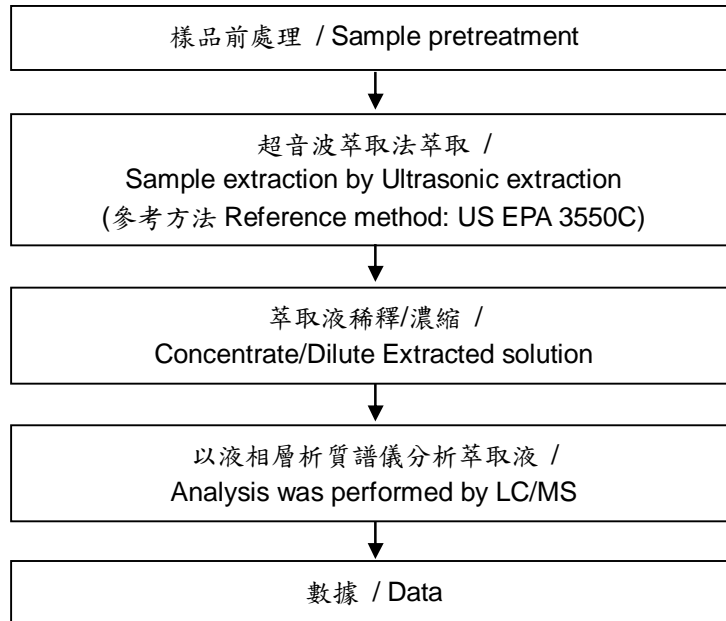 樣品前處理 / Sample pretreatment
超音波萃取法萃取 /
Sample extraction by Ultrasonic extraction
(參考方法 Reference method: US EPA 3550C)
萃取液稀釋/濃縮 /
Concentrate/Dilute Extracted solution
以液相層析質譜儀分析萃取液 /
Analysis was performed by LC/MS
數據 / Data